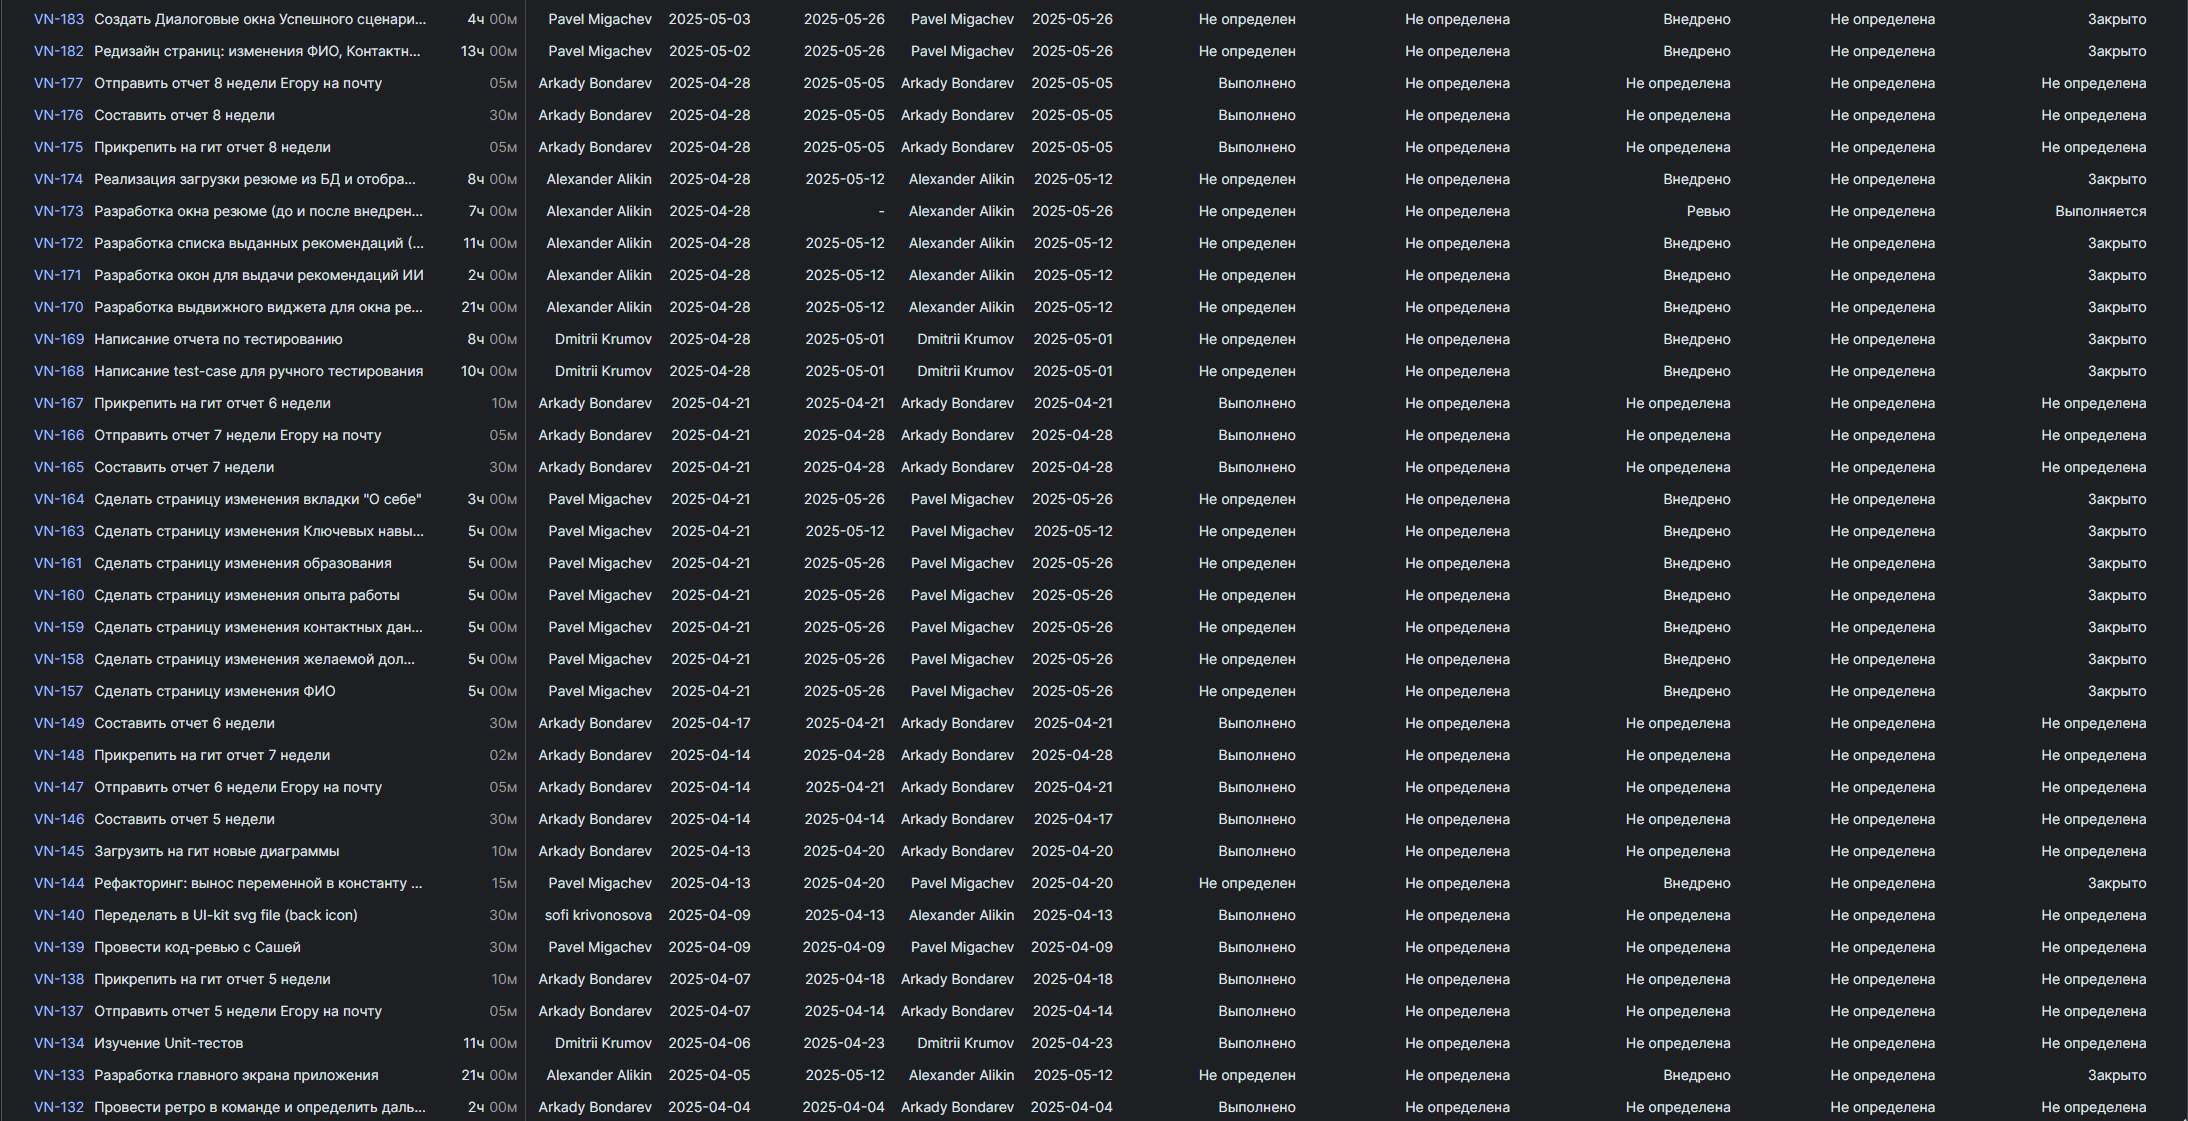 VN-183 Создать Диалоговые окна Успешного сценари... 4ч 00м Pavel Migachev 2025-05-03 2025-05-26 Pavel Migachev 2025-05-26 Не определен Не определена Внедрено Не определена Закрыто
VN-182 Редизайн страниц: изменения ФИО, Контактн... 13ч 00м Pavel Migachev 2025-05-02 2025-05-26 Pavel Migachev 2025-05-26 Не определен Не определена Внедрено Не определена Закрыто
VN-177 Отправить отчет 8 недели Егору на почту 05м Arkady Bondarev 2025-04-28 2025-05-05 Arkady Bondarev 2025-05-05 Выполнено Не определена Не определена Не определена Не определена
VN-176 Составить отчет 8 недели 30м Arkady Bondarev 2025-04-28 2025-05-05 Arkady Bondarev 2025-05-05 Выполнено Не определена Не определена Не определена Не определена
VN-175 Прикрепить на гит отчет 8 недели 05м Arkady Bondarev 2025-04-28 2025-05-05 Arkady Bondarev 2025-05-05 Выполнено Не определена Не определена Не определена Не определена
VN-174 Реализация загрузки резюме из БД и отобра... 8ч 00м Alexander Alikin 2025-04-28 2025-05-12 Alexander Alikin 2025-05-12 Не определен Не определена Внедрено Не определена Закрыто
VN-173 Разработка окна резюме (до и после внедрен... 7ч 00м Alexander Alikin 2025-04-28 - Alexander Alikin 2025-05-26 Не определен Не определена Ревью Не определена Выполняется
VN-172 Разработка списка выданных рекомендаций (... 11ч 00м Alexander Alikin 2025-04-28 2025-05-12 Alexander Alikin 2025-05-12 Не определен Не определена Внедрено Не определена Закрыто
VN-171 Разработка окон для выдачи рекомендаций ИИ 2ч 00м Alexander Alikin 2025-04-28 2025-05-12 Alexander Alikin 2025-05-12 Не определен Не определена Внедрено Не определена Закрыто
VN-170 Разработка выдвижного виджета для окна ре... 21ч 00м Alexander Alikin 2025-04-28 2025-05-12 Alexander Alikin 2025-05-12 Не определен Не определена Внедрено Не определена Закрыто
VN-169 Написание отчета по тестированию 8ч 00м Dmitrii Krumov 2025-04-28 2025-05-01 Dmitrii Krumov 2025-05-01 Не определен Не определена Внедрено Не определена Закрыто
VN-168 Написание test-case для ручного тестирования 10ч 00м Dmitrii Krumov 2025-04-28 2025-05-01 Dmitrii Krumov 2025-05-01 Не определен Не определена Внедрено Не определена Закрыто
VN-167 Прикрепить на гит отчет 6 недели 10м Arkady Bondarev 2025-04-21 2025-04-21 Arkady Bondarev 2025-04-21 Выполнено Не определена Не определена Не определена Не определена
VN-166 Отправить отчет 7 недели Егору на почту 05м Arkady Bondarev 2025-04-21 2025-04-28 Arkady Bondarev 2025-04-28 Выполнено Не определена Не определена Не определена Не определена
VN-165 Составить отчет 7 недели 30м Arkady Bondarev 2025-04-21 2025-04-28 Arkady Bondarev 2025-04-28 Выполнено Не определена Не определена Не определена Не определена
VN-164 Сделать страницу изменения вкладки "О себе" 3ч 00м Pavel Migachev 2025-04-21 2025-05-26 Pavel Migachev 2025-05-26 Не определен Не определена Внедрено Не определена Закрыто
VN-163 Сделать страницу изменения Ключевых навы... 5ч 00м Pavel Migachev 2025-04-21 2025-05-12 Pavel Migachev 2025-05-12 Не определен Не определена Внедрено Не определена Закрыто
VN-161 Сделать страницу изменения образования 5ч 00м Pavel Migachev 2025-04-21 2025-05-26 Pavel Migachev 2025-05-26 Не определен Не определена Внедрено Не определена Закрыто
VN-160 Сделать страницу изменения опыта работы 5ч 00м Pavel Migachev 2025-04-21 2025-05-26 Pavel Migachev 2025-05-26 Не определен Не определена Внедрено Не определена Закрыто
VN-159 Сделать страницу изменения контактных дан... 5ч 00м Pavel Migachev 2025-04-21 2025-05-26 Pavel Migachev 2025-05-26 Не определен Не определена Внедрено Не определена Закрыто
VN-158 Сделать страницу изменения желаемой дол... 5ч 00м Pavel Migachev 2025-04-21 2025-05-26 Pavel Migachev 2025-05-26 Не определен Не определена Внедрено Не определена Закрыто
VN-157 Сделать страницу изменения ФИО 5ч 00м Pavel Migachev 2025-04-21 2025-05-26 Pavel Migachev 2025-05-26 Не определен Не определена Внедрено Не определена Закрыто
VN-149 Составить отчет 6 недели 30м Arkady Bondarev 2025-04-17 2025-04-21 Arkady Bondarev 2025-04-21 Выполнено Не определена Не определена Не определена Не определена
VN-148 Прикрепить на гит отчет 7 недели 02м Arkady Bondarev 2025-04-14 2025-04-28 Arkady Bondarev 2025-04-28 Выполнено Не определена Не определена Не определена Не определена
VN-147 Отправить отчет 6 недели Егору на почту 05м Arkady Bondarev 2025-04-14 2025-04-21 Arkady Bondarev 2025-04-21 Выполнено Не определена Не определена Не определена Не определена
VN-146 Составить отчет 5 недели 30м Arkady Bondarev 2025-04-14 2025-04-14 Arkady Bondarev 2025-04-17 Выполнено Не определена Не определена Не определена Не определена
VN-145 Загрузить на гит новые диаграммы 10м Arkady Bondarev 2025-04-13 2025-04-20 Arkady Bondarev 2025-04-20 Выполнено Не определена Не определена Не определена Не определена
VN-144 Рефакторинг: вынос переменной в константу ... 15м Pavel Migachev 2025-04-13 2025-04-20 Pavel Migachev 2025-04-20 Не определен Не определена Внедрено Не определена Закрыто
VN-140 Переделать в UI-kit svg file (back icon) 30м sofi krivonosova 2025-04-09 2025-04-13 Alexander Alikin 2025-04-13 Выполнено Не определена Не определена Не определена Не определена
VN-139 Провести код-ревью с Сашей 30м Pavel Migachev 2025-04-09 2025-04-09 Pavel Migachev 2025-04-09 Выполнено Не определена Не определена Не определена Не определена
VN-138 Прикрепить на гит отчет 5 недели 10м Arkady Bondarev 2025-04-07 2025-04-18 Arkady Bondarev 2025-04-18 Выполнено Не определена Не определена Не определена Не определена
VN-137 Отправить отчет 5 недели Егору на почту 05м Arkady Bondarev 2025-04-07 2025-04-14 Arkady Bondarev 2025-04-14 Выполнено Не определена Не определена Не определена Не определена
VN-134 Изучение Unit-тестов 11ч 00м Dmitrii Krumov 2025-04-06 2025-04-23 Dmitrii Krumov 2025-04-23 Выполнено Не определена Не определена Не определена Не определена
VN-133 Разработка главного экрана приложения 21ч 00м Alexander Alikin 2025-04-05 2025-05-12 Alexander Alikin 2025-05-12 Не определен Не определена Внедрено Не определена Закрыто
VN-132 Провести ретро в команде и определить даль... 2ч 00м Arkady Bondarev 2025-04-04 2025-04-04 Arkady Bondarev 2025-04-04 Выполнено Не определена Не определена Не определена Не определена